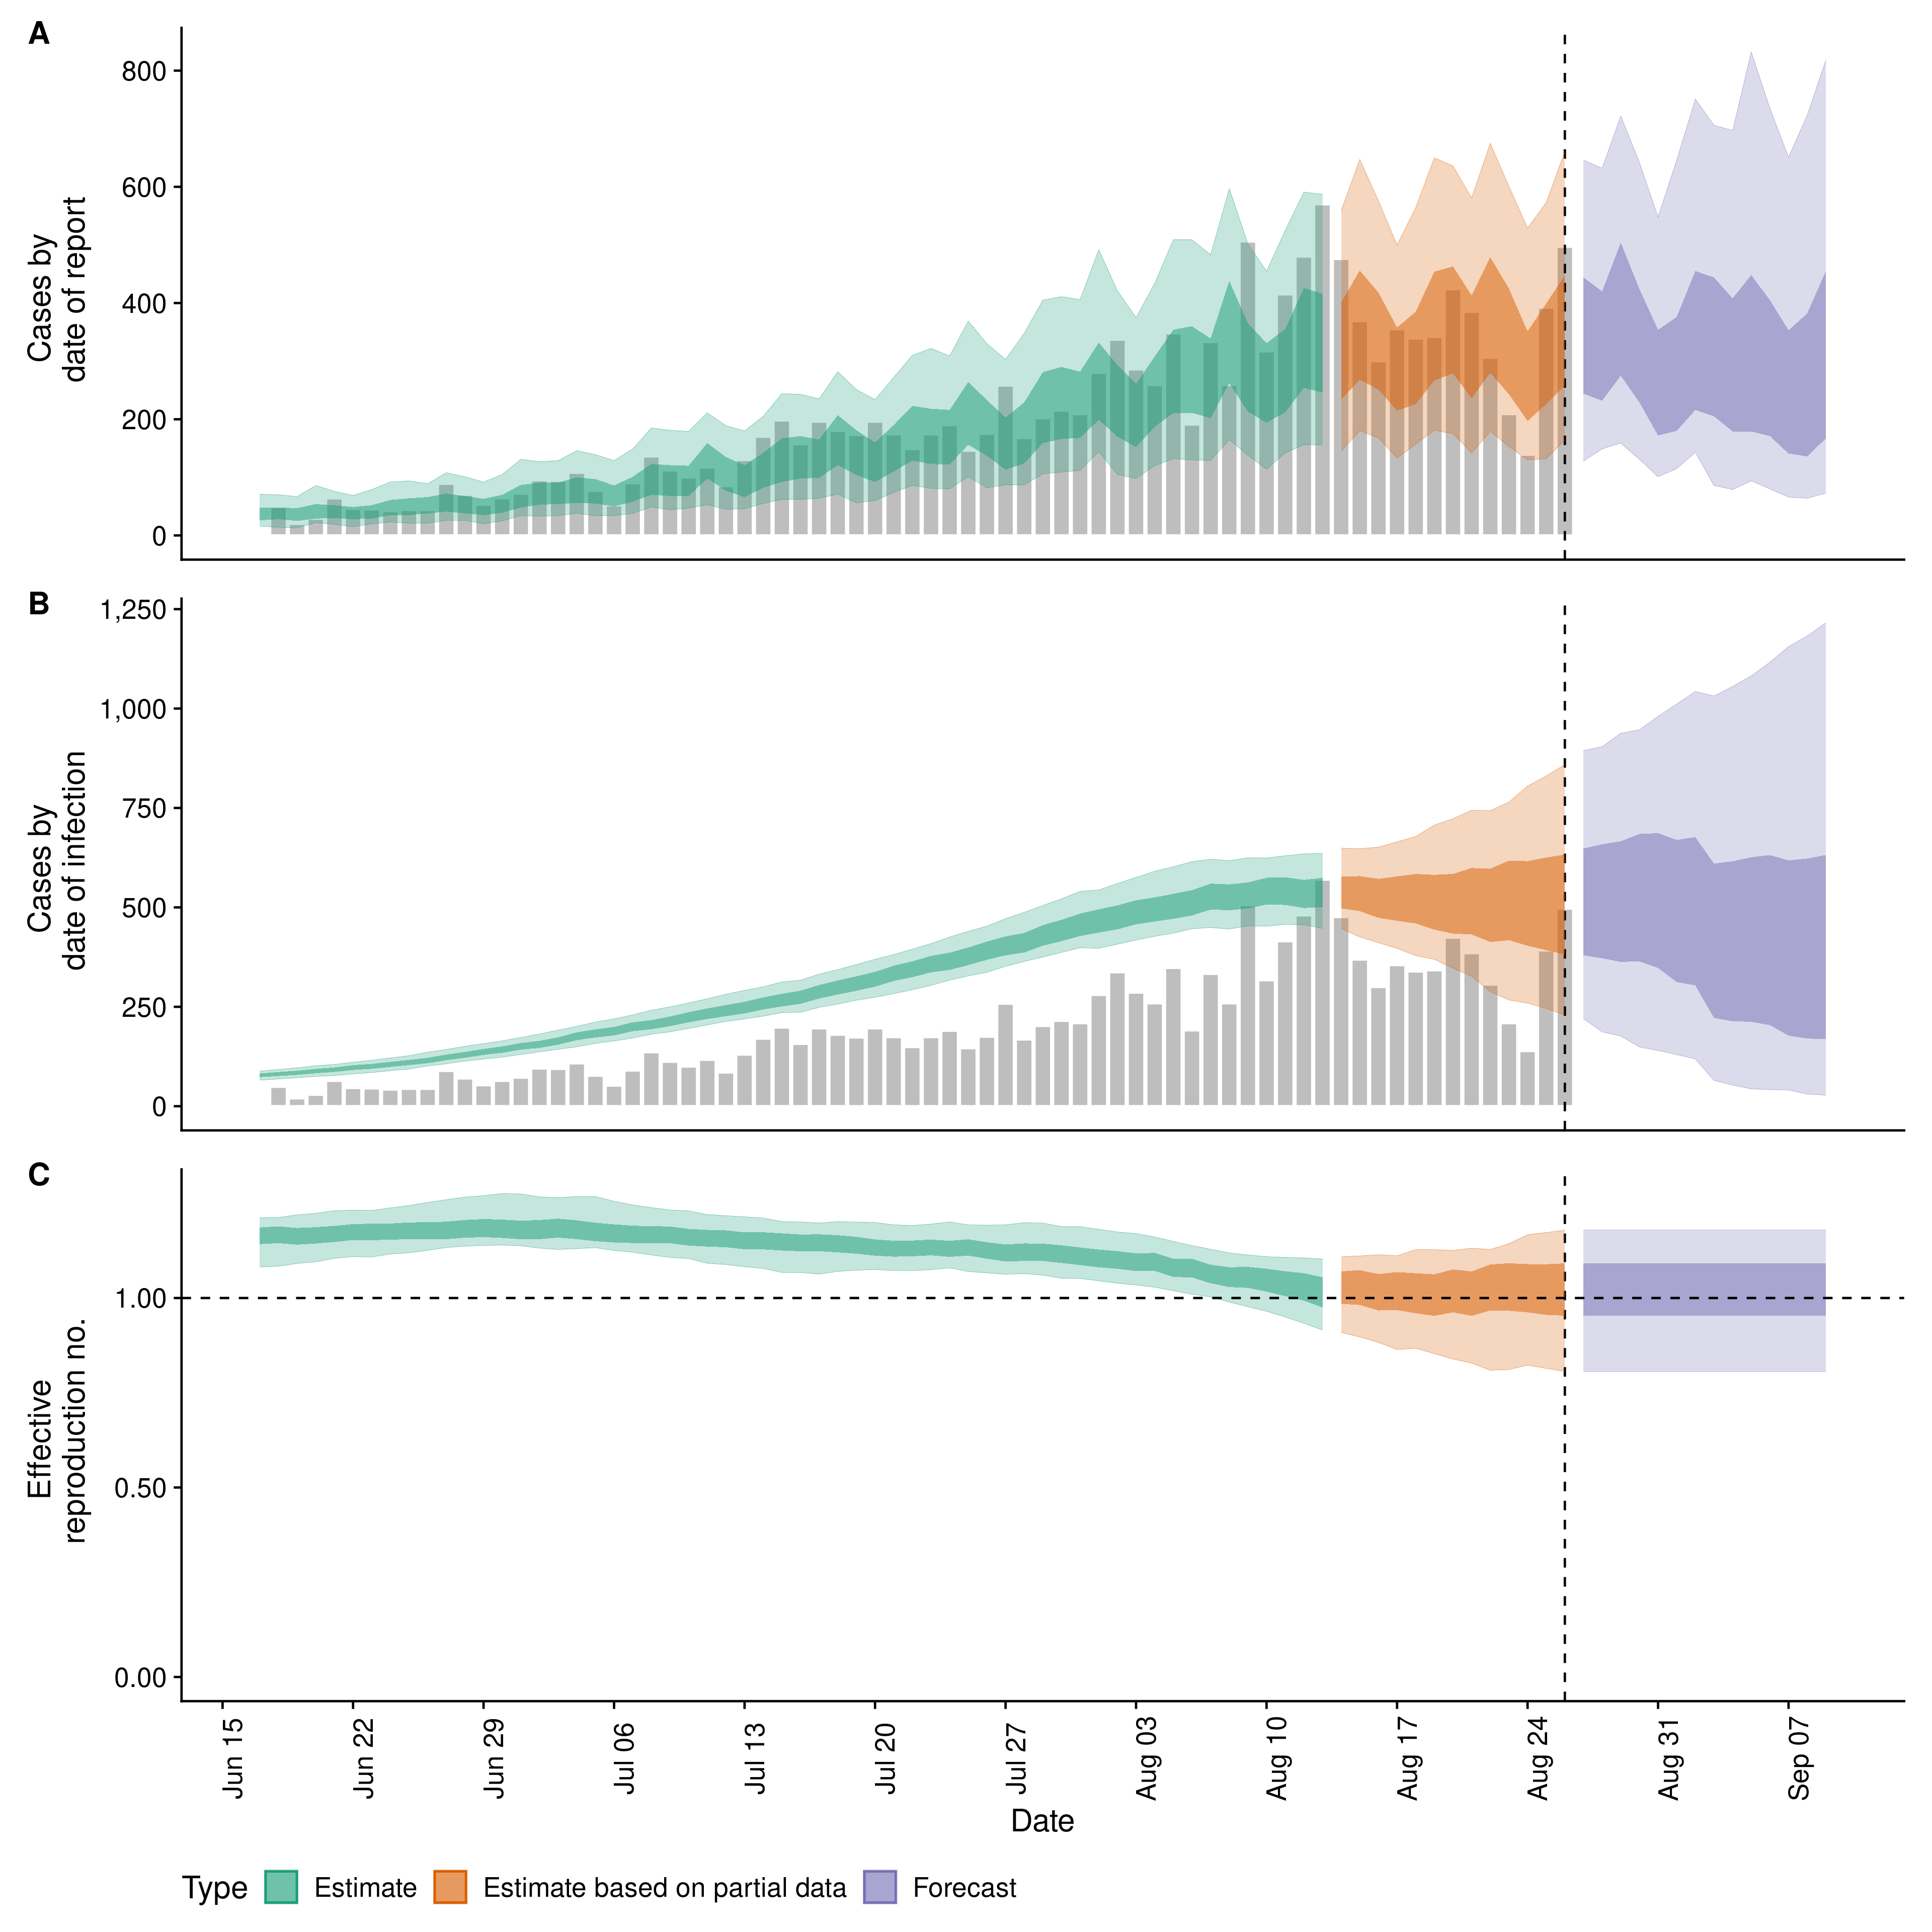 A
Cases by
date of report
800
600
400
200
0
B
Cases by
date of infection
1,250
1,000
750
500
250
0
C
Effective
reproduction no.
1.00
0.50
0.00
Jun 15
Jun 22
Jun 29
Jul 06
Jul 13
Jul 20
Jul 27
Aug 03
Aug 10
Aug 17
Aug 24
Aug 31
Sep 07
Date
Type Estimate Estimate based on partial data Forecast